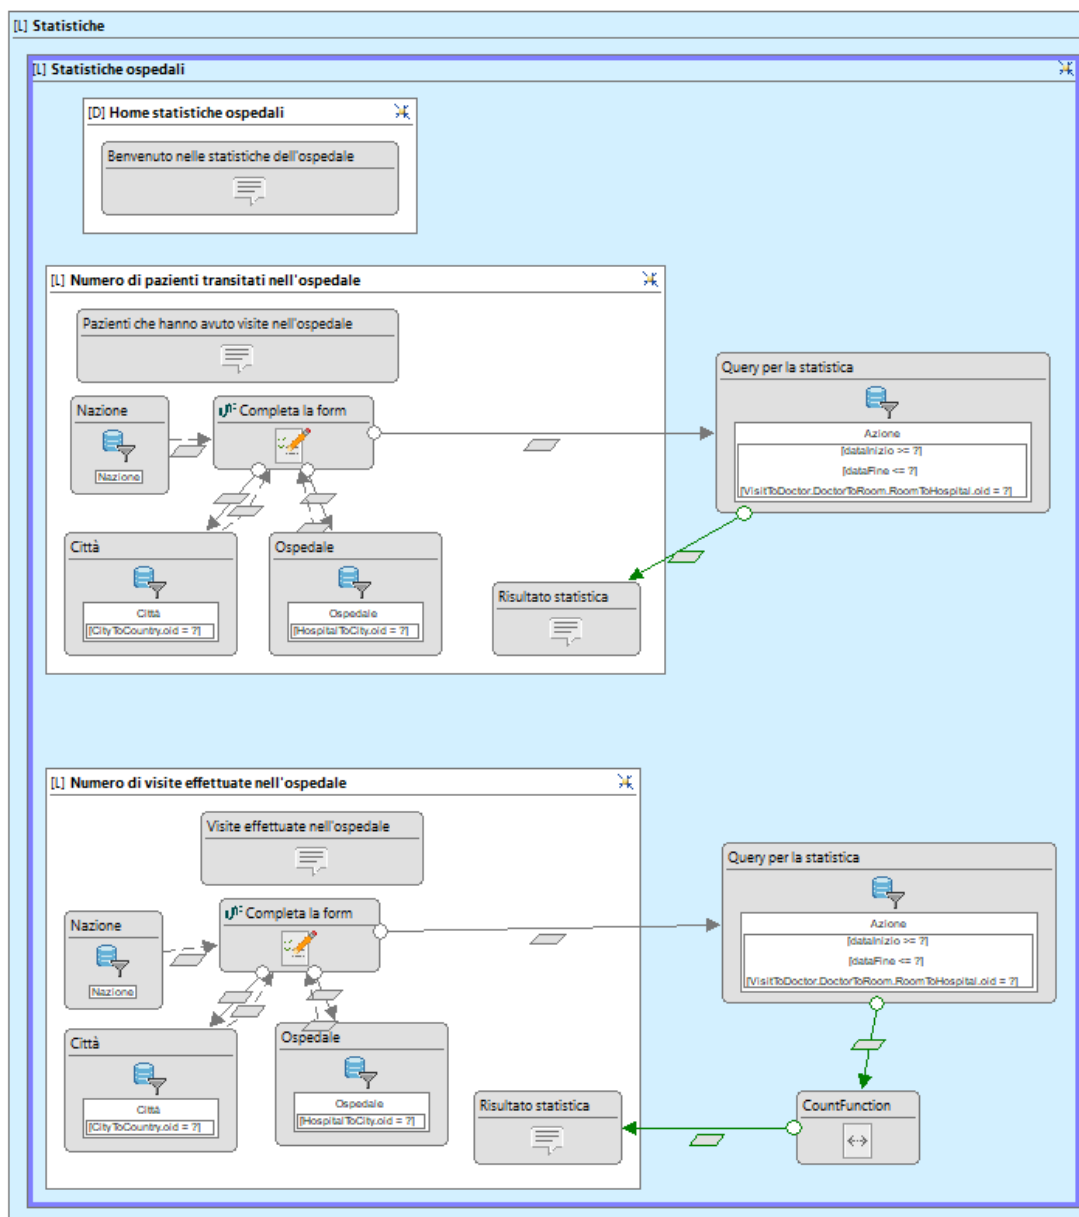 [L] Statistiche
[L] Statistiche ospedali
[D] Home statistiche ospedali
Benvenuto nelle statistiche dell'ospedale
[L] Numero di pazienti transitati nell'ospedale
Pazienti che hanno avuto visite nell'ospedale
Nazione
Nazione
Completa la form
Query per la statistica
Azione
[dataInizio >= ?]
[dataFine <= ?]
[VisitToDoctor.DoctorToRoom.RoomToHospital.oid = ?]
Città
Città
[CityToCountry.oid = ?]
Ospedale
Ospedale
[HospitalToCity.oid = ?]
Risultato statistica
[L] Numero di visite effettuate nell'ospedale
Visite effettuate nell'ospedale
Nazione
Nazione
Completa la form
Query per la statistica
Azione
[dataInizio >= ?]
[dataFine <= ?]
[VisitToDoctor.DoctorToRoom.RoomToHospital.oid = ?]
Città
Città
[CityToCountry.oid = ?]
Ospedale
Ospedale
[HospitalToCity.oid = ?]
Risultato statistica
CountFunction